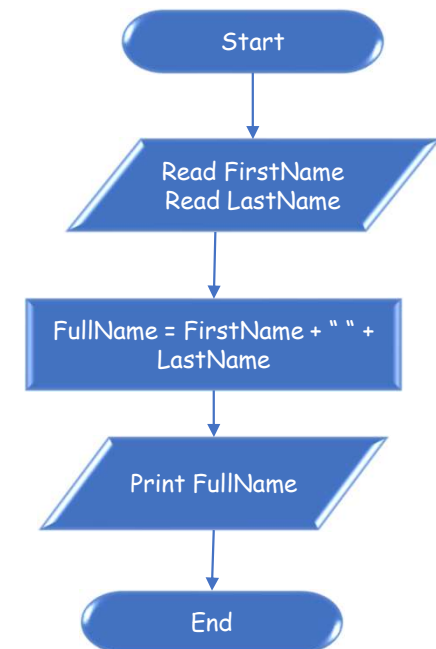 Start
Read FirstName
Read LastName
FullName = FirstName + “ “ +
LastName
Print FullName
End